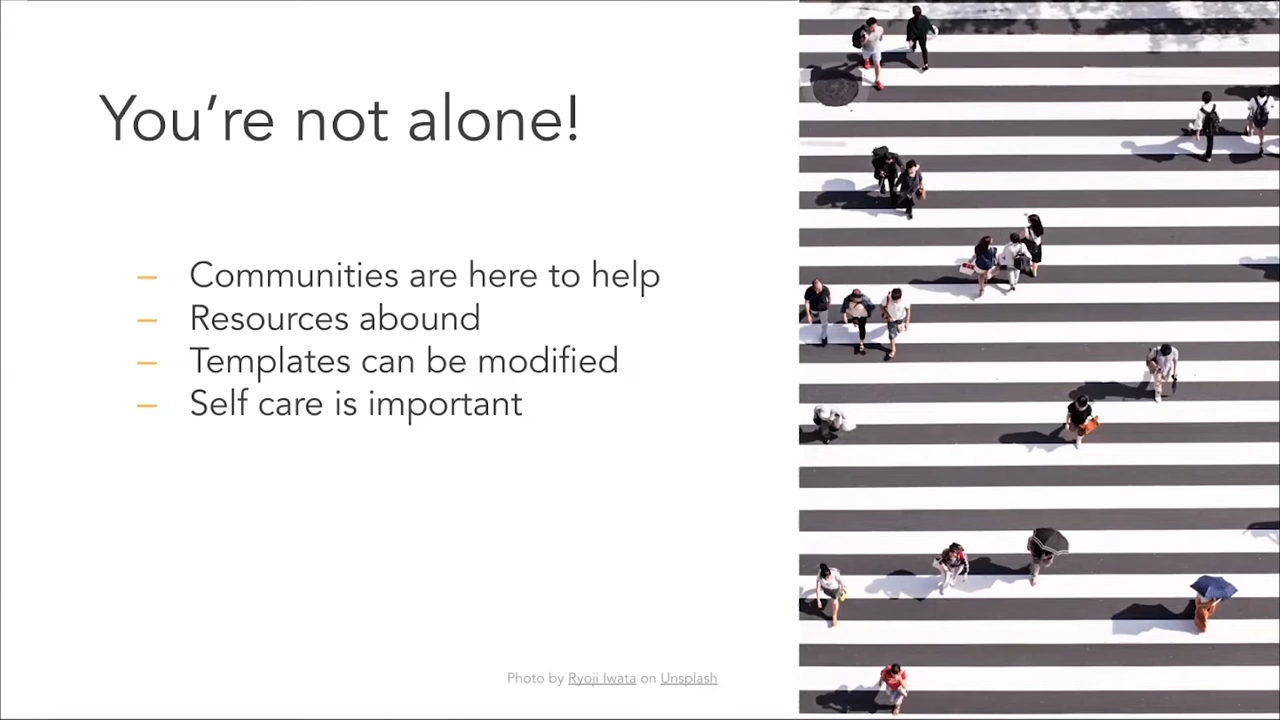 You’re not alone!
– Communities are here to help
– Resources abound
– Templates can be modified
– Self care is important
Photo by Ryoji Iwata on Unsplash